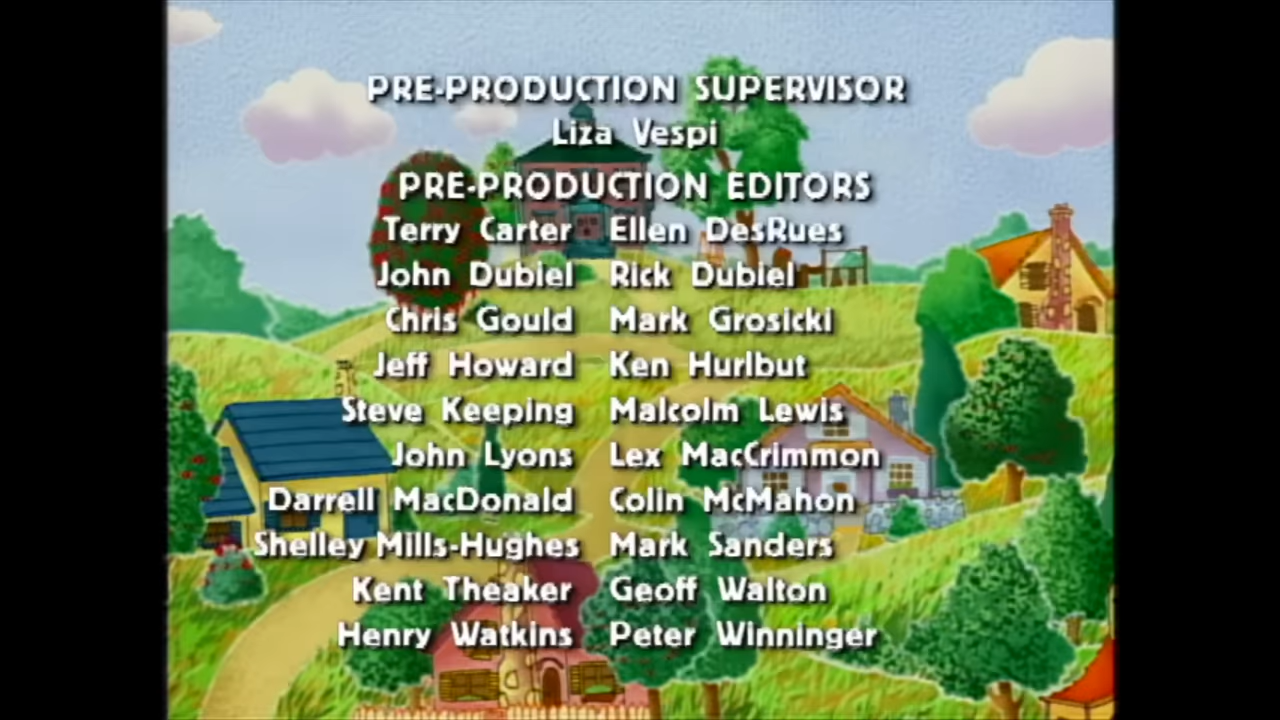 PRE-PRODUCTION SUPERVISOR
Liza Vespi
PRE-PRODUCTION EDITORS
Terry Carter Ellen DesRues
John Dubiel Rick Dubiel
Chris Gould Mark Grosicki
Jeff Howard Ken Hurlbut
Steve Keeping Malcolm Lewis
John Lyons Lex MacCrimmon
Darrell MacDonald Colin McMahon
Shelley Mills-Hughes Mark Sanders
Kent Theaker Geoff Walton
Henry Watkins Peter Winninger